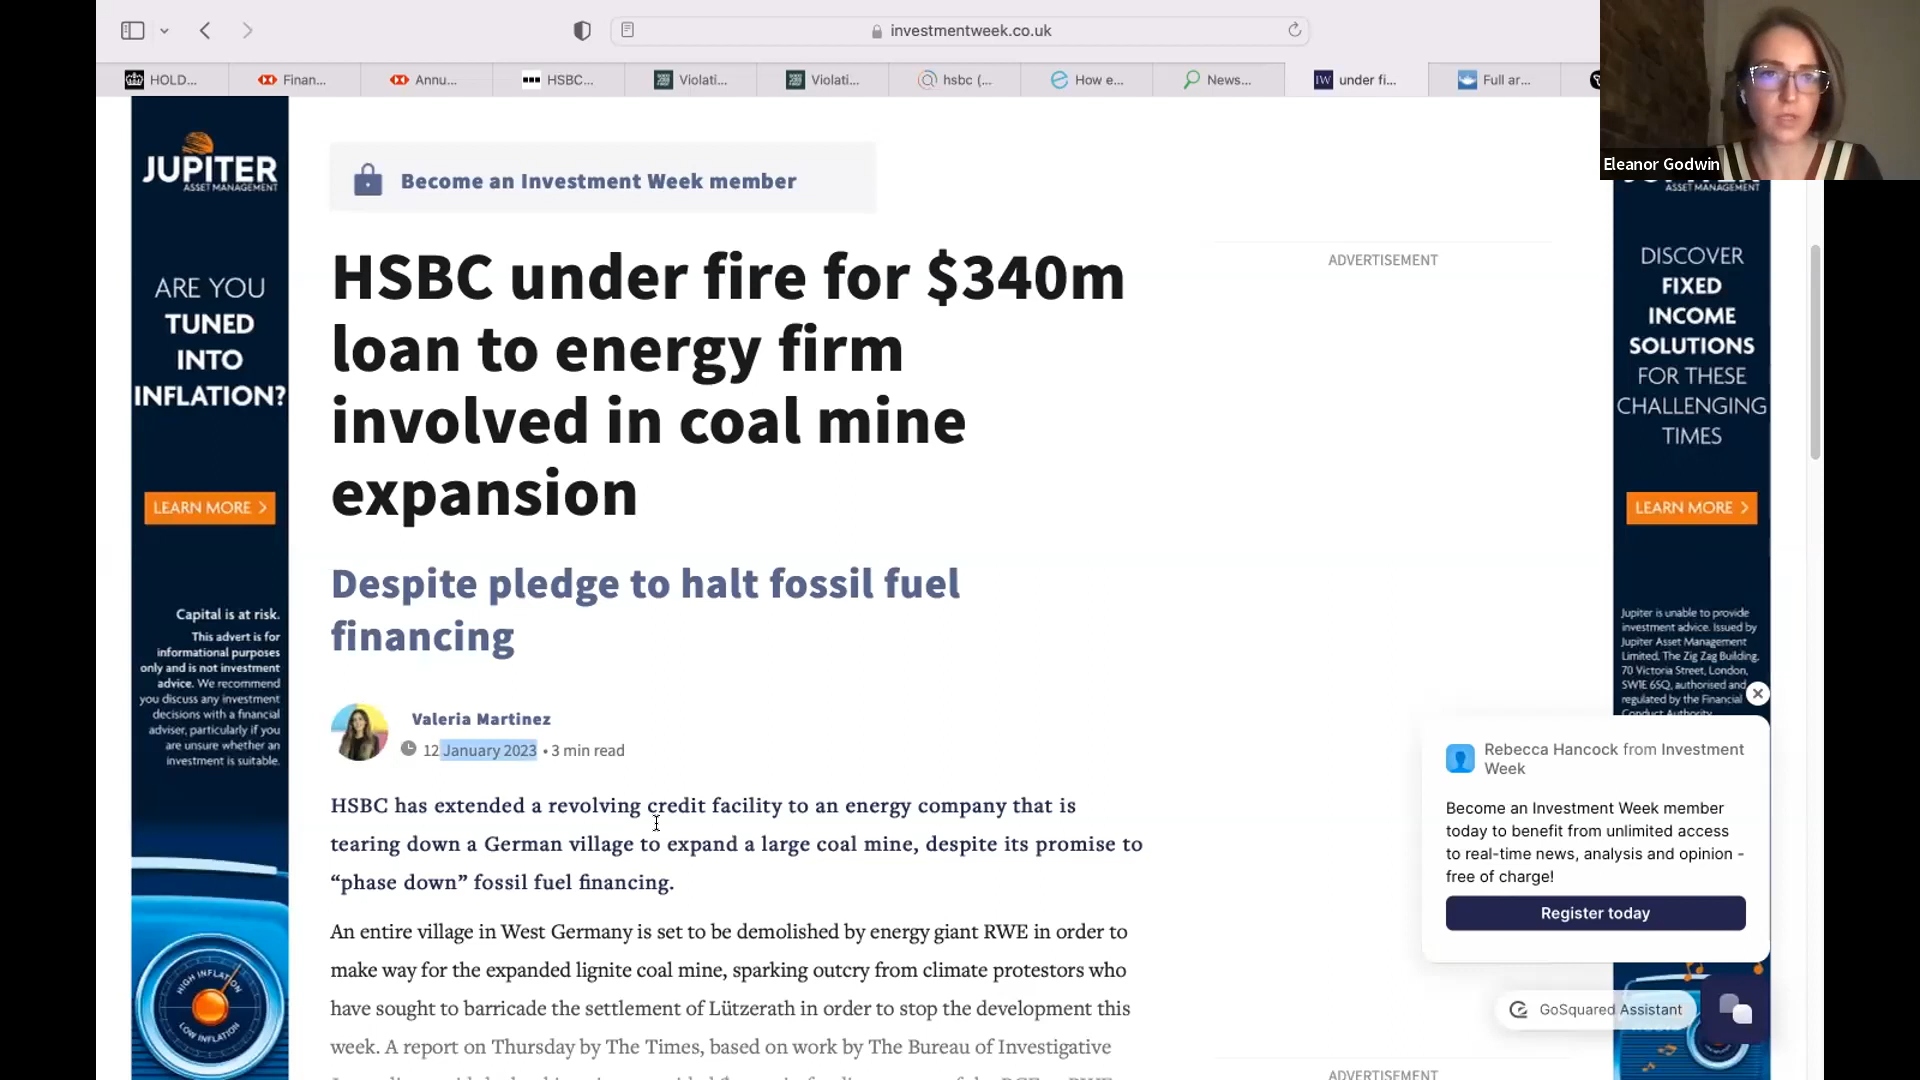 investmentweek.co.uk
HOLD...
Finan...
Annu...
HSBC...
Violati...
Violati...
hsbc (...
How e...
News...
IW under fi...
Full ar...
Eleanor Godwin
JUPITER
ASSET MANAGEMENT
ARE YOU
TUNED
INTO
INFLATION?
LEARN MORE >
Capital is at risk.
This advert is for
informational purposes
only and is not investment
advice. We recommend
you discuss any investment
decisions with a financial
adviser, particularly if you
are unsure whether an
investment is suitable.
HIGH INFLATION
LOW INFLATION
Become an Investment Week member
HSBC under fire for $340m
loan to energy firm
involved in coal mine
expansion
Despite pledge to halt fossil fuel
financing
Valeria Martinez
12 January 2023 • 3 min read
HSBC has extended a revolving credit facility to an energy company that is
tearing down a German village to expand a large coal mine, despite its promise to
“phase down” fossil fuel financing.
An entire village in West Germany is set to be demolished by energy giant RWE in order to
make way for the expanded lignite coal mine, sparking outcry from climate protestors who
have sought to barricade the settlement of Lützerath in order to stop the development this
week. A report on Thursday by The Times, based on work by The Bureau of Investigative
ADVERTISEMENT
ADVERTISEMENT
ASSET MANAGEMENT
DISCOVER
FIXED
INCOME
SOLUTIONS
FOR THESE
CHALLENGING
TIMES
LEARN MORE >
Jupiter is unable to provide
investment advice. Issued by
Jupiter Asset Management
Limited, The Zig Zag Building,
70 Victoria Street, London,
SW1E 6SQ, authorised and
regulated by the Financial
Conduct Authority
Rebecca Hancock from Investment
Week
Become an Investment Week member
today to benefit from unlimited access
to real-time news, analysis and opinion -
free of charge!
Register today
GoSquared Assistant